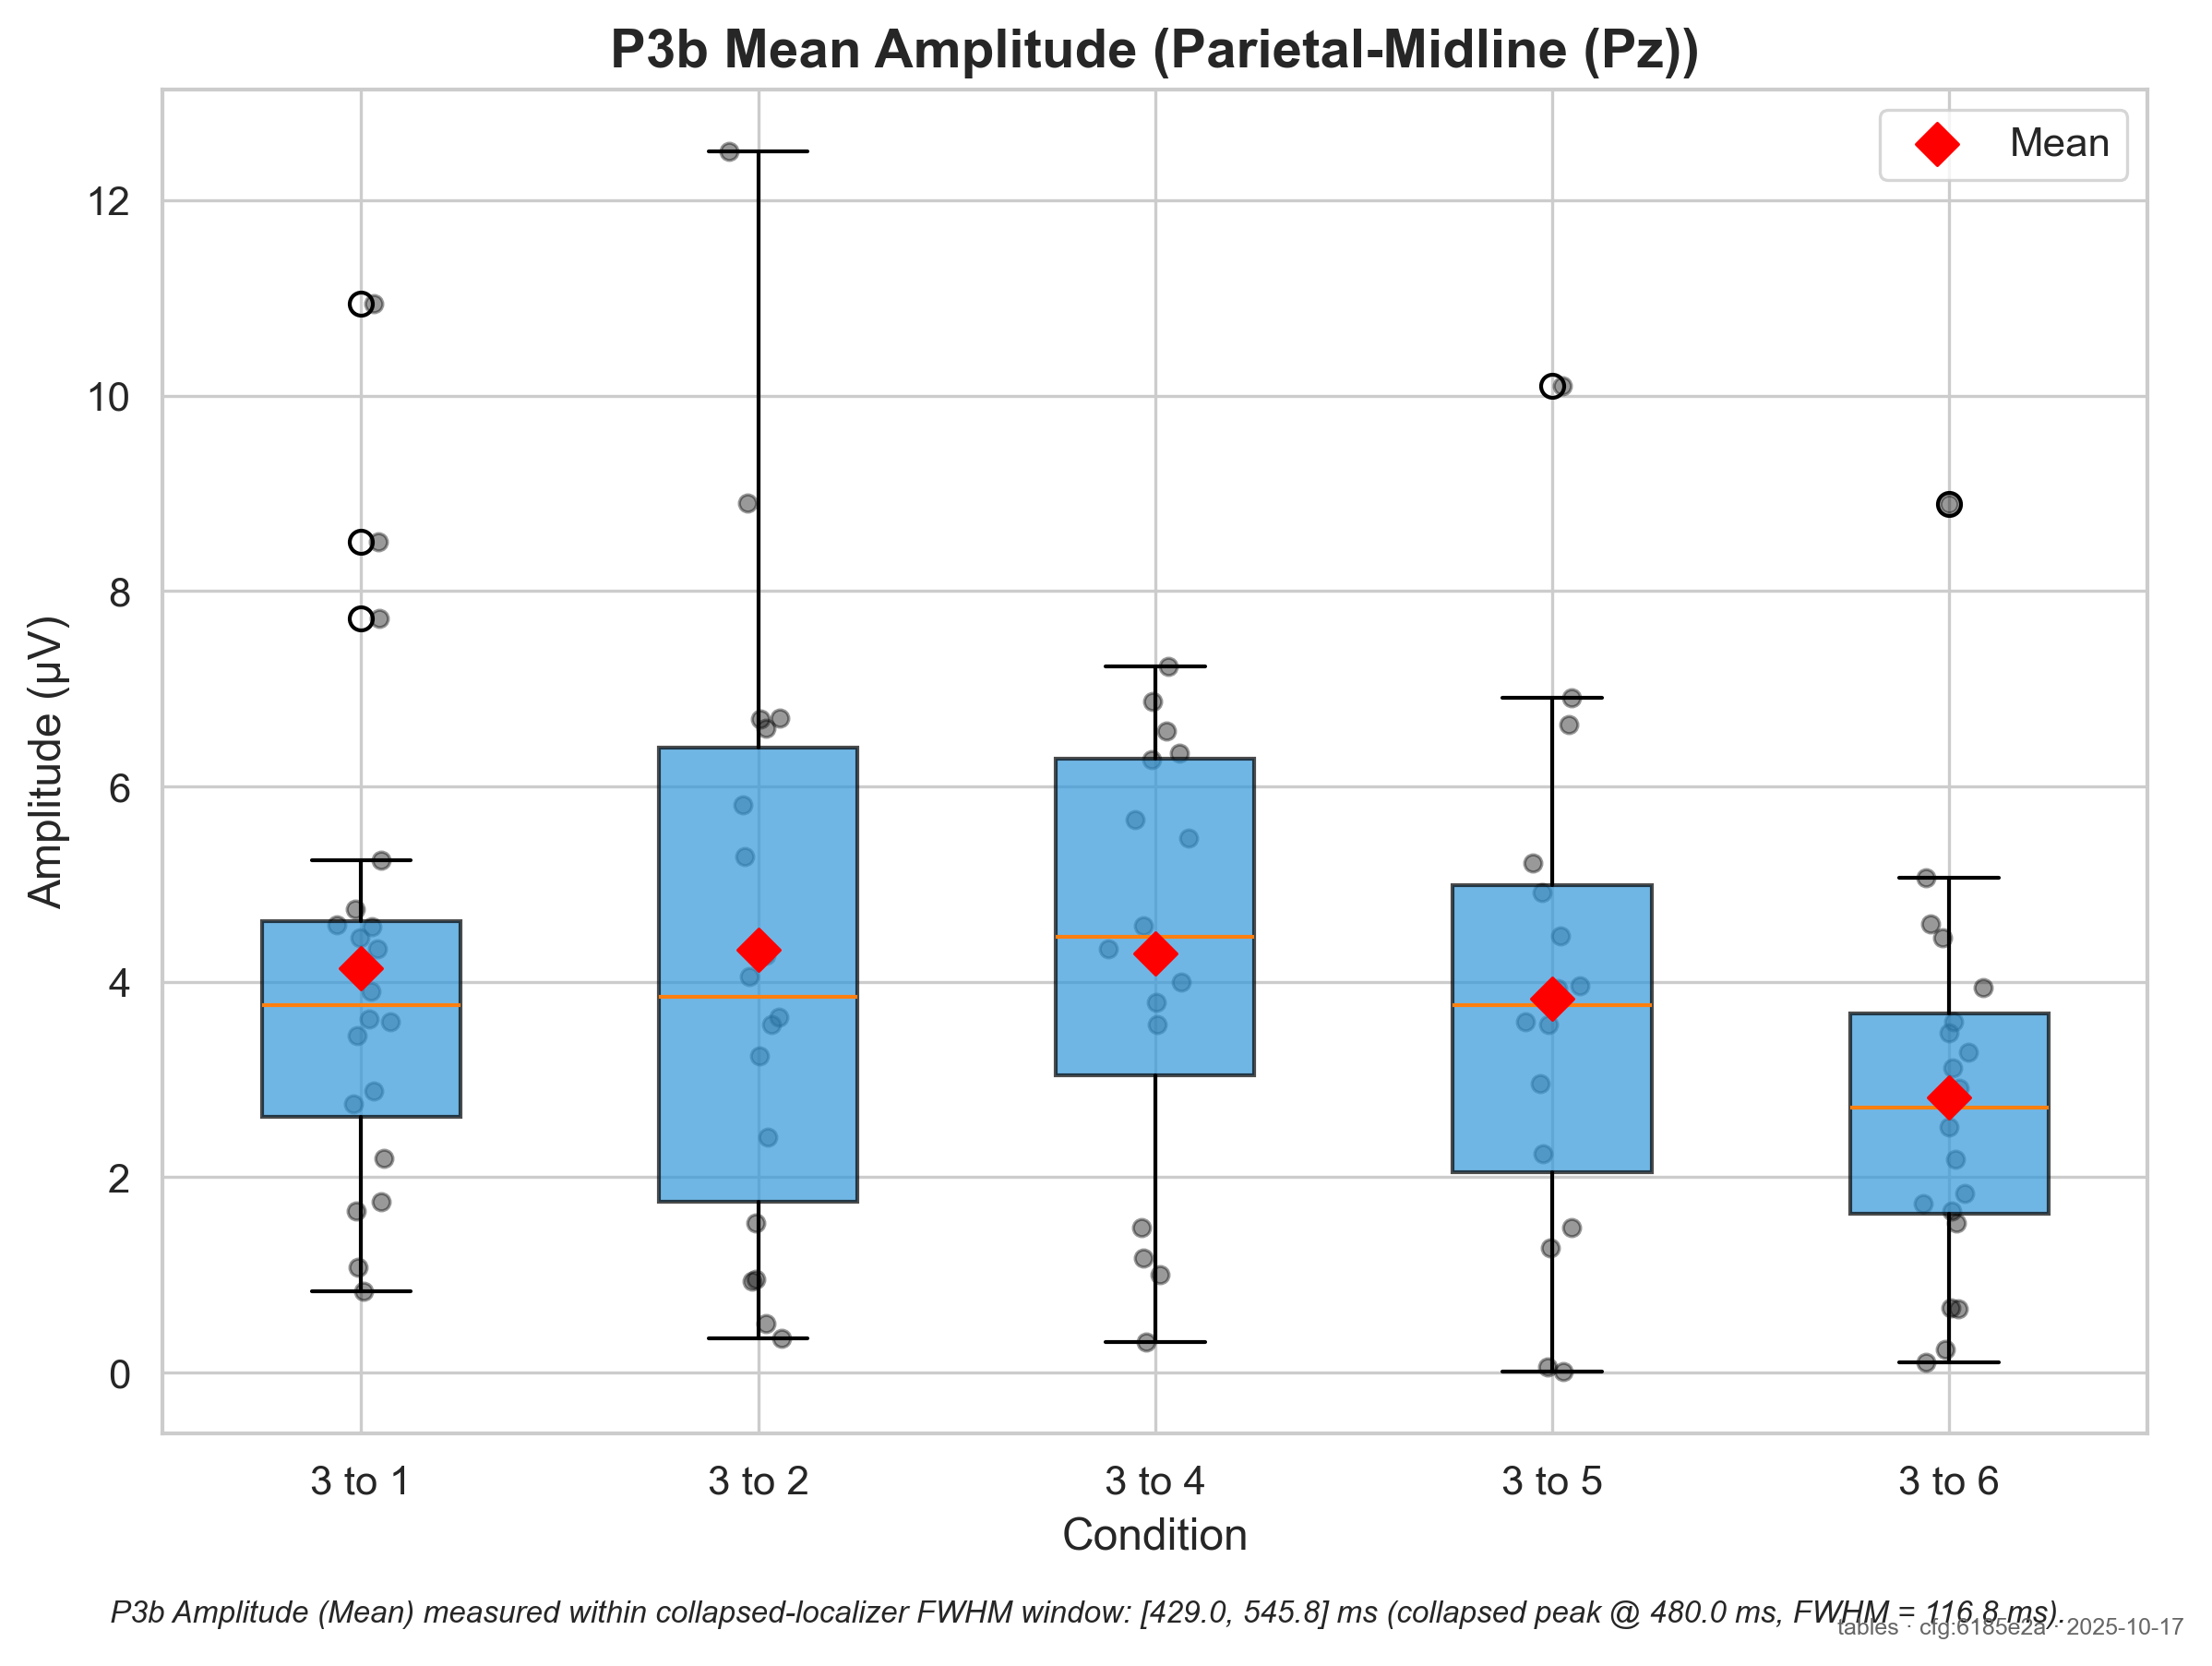 P3b Mean Amplitude (Parietal-Midline (Pz))
Mean
12
10
8
6
4
2
0
Amplitude (µV)
3 to 1
3 to 2
3 to 4
3 to 5
3 to 6
Condition
P3b Amplitude (Mean) measured within collapsed-localizer FWHM window: [429.0, 545.8] ms (collapsed peak @ 480.0 ms, FWHM = 116.8 ms).
tables · cfg:6185e2a · 2025-10-17